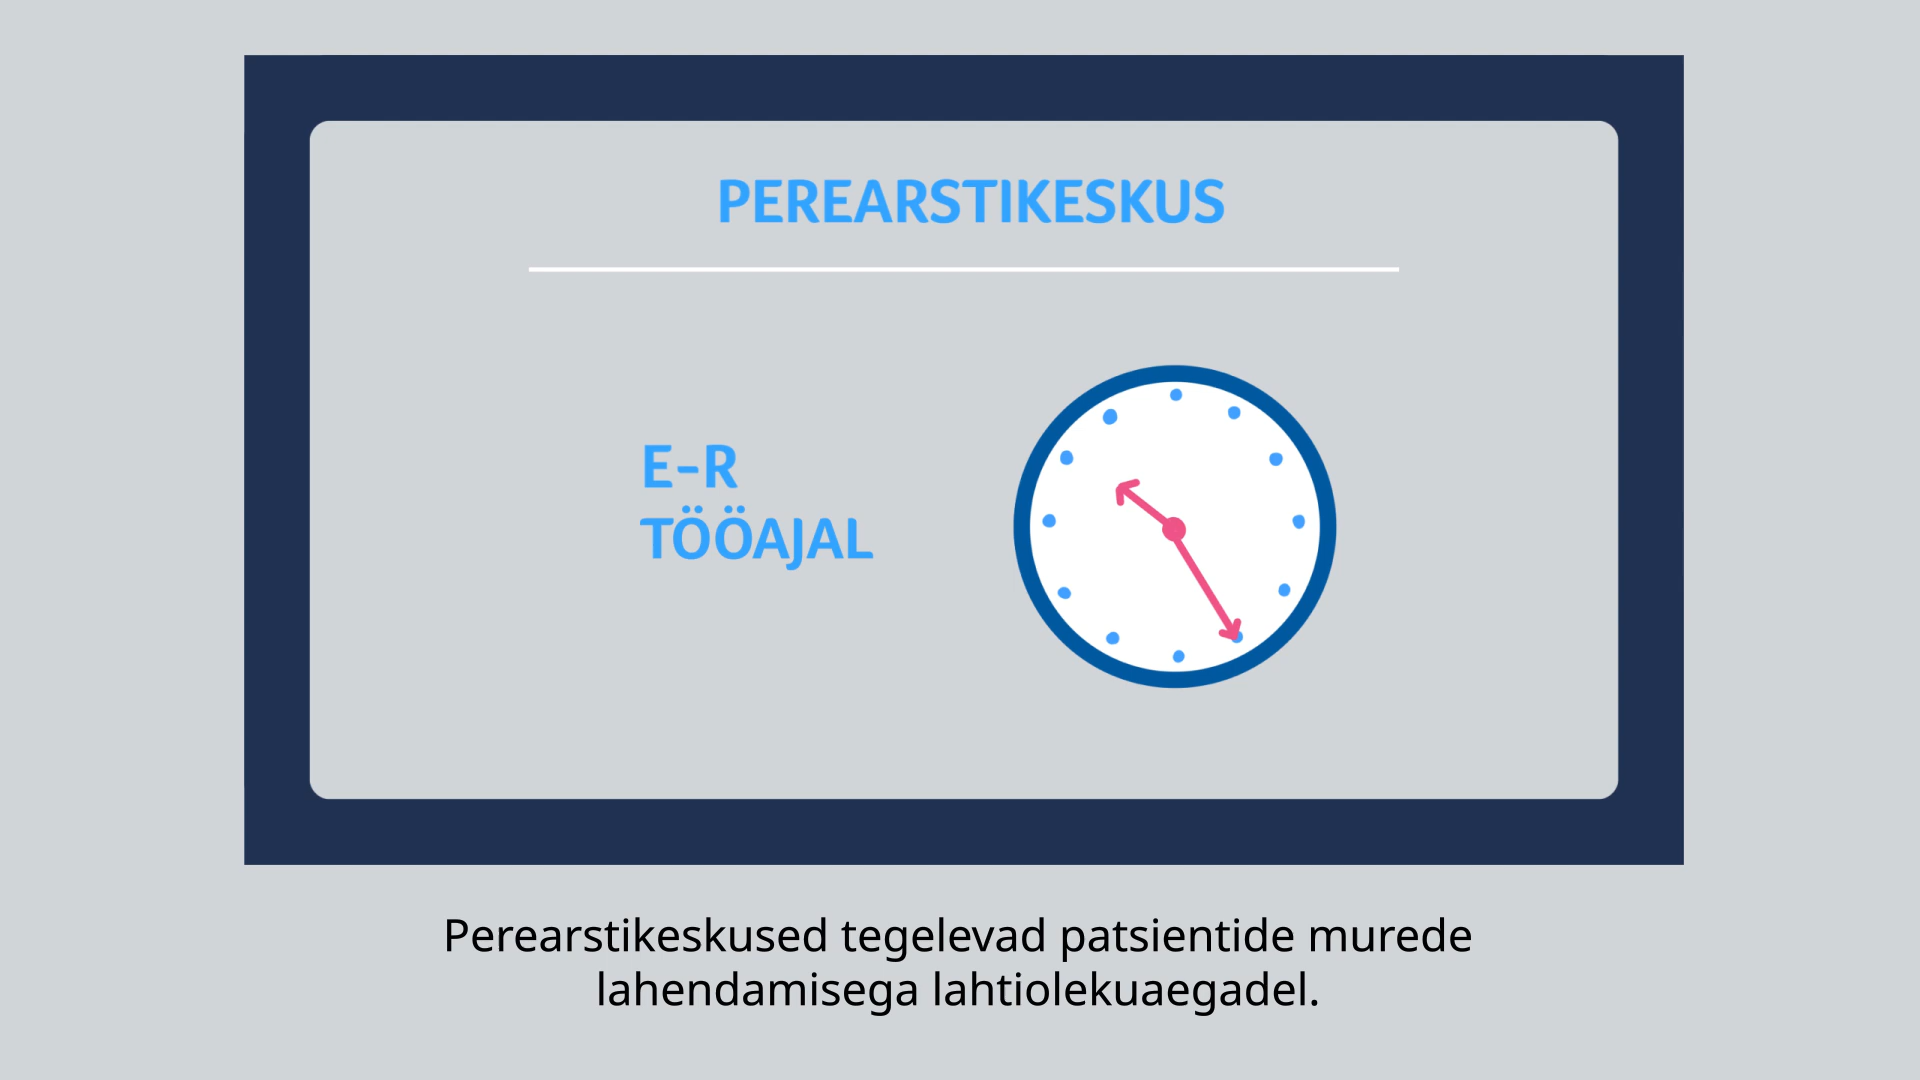 PEREARSTIKESKUS
E-R
TÖÖAJAL
Perearstikeskused tegelevad patsientide murede
lahendamisega lahtiolekuaegadel.